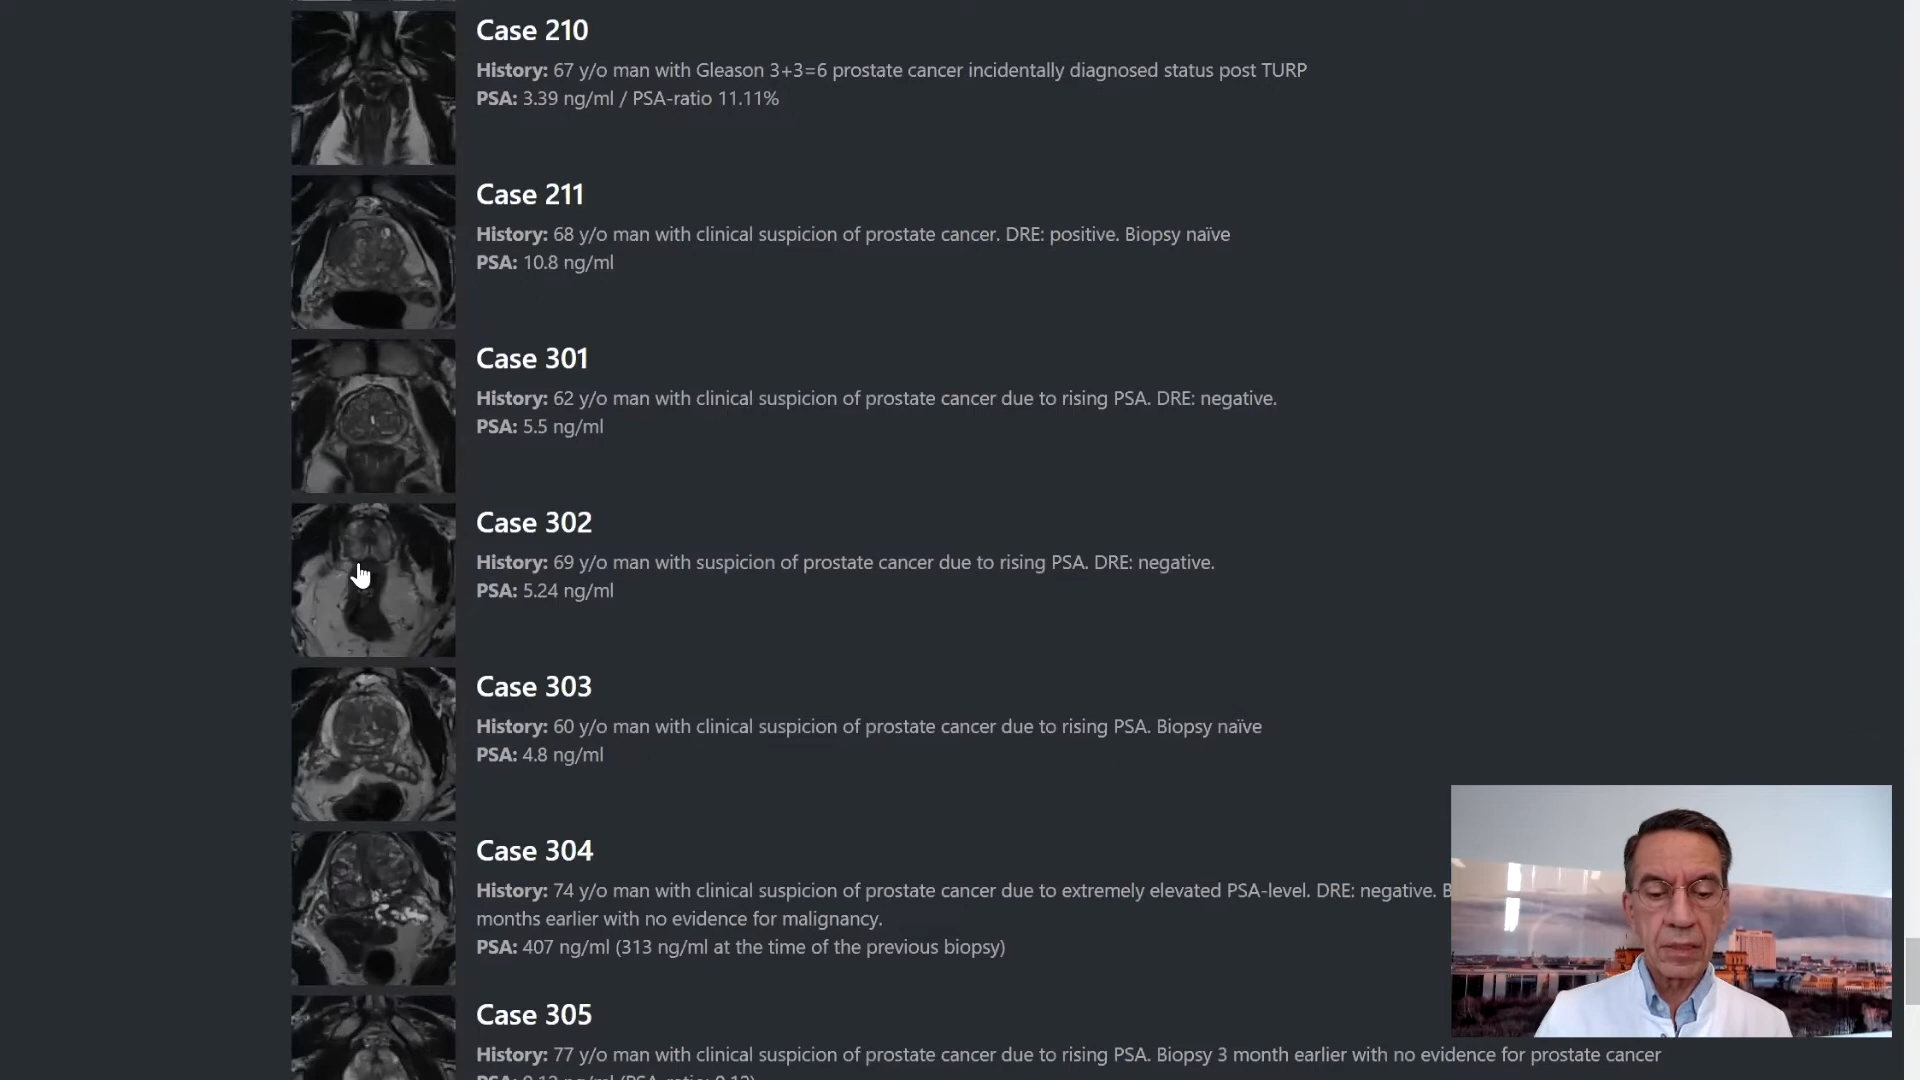 Case 210
History: 67 y/o man with Gleason 3+3=6 prostate cancer incidentally diagnosed status post TURP
PSA: 3.39 ng/ml / PSA-ratio 11.11%
Case 211
History: 68 y/o man with clinical suspicion of prostate cancer. DRE: positive. Biopsy naïve
PSA: 10.8 ng/ml
Case 301
History: 62 y/o man with clinical suspicion of prostate cancer due to rising PSA. DRE: negative.
PSA: 5.5 ng/ml
Case 302
History: 69 y/o man with suspicion of prostate cancer due to rising PSA. DRE: negative.
PSA: 5.24 ng/ml
Case 303
History: 60 y/o man with clinical suspicion of prostate cancer due to rising PSA. Biopsy naïve
PSA: 4.8 ng/ml
Case 304
History: 74 y/o man with clinical suspicion of prostate cancer due to extremely elevated PSA-level. DRE: negative.
months earlier with no evidence for malignancy.
PSA: 407 ng/ml (313 ng/ml at the time of the previous biopsy)
Case 305
History: 77 y/o man with clinical suspicion of prostate cancer due to rising PSA. Biopsy 3 month earlier with no evidence for prostate cancer